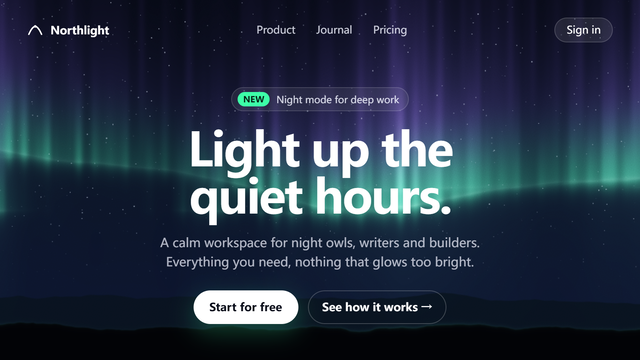 Northlight
Product
Journal
Pricing
Sign in
NEW Night mode for deep work
Light up the
quiet hours.
A calm workspace for night owls, writers and builders.
Everything you need, nothing that glows too bright.
Start for free
See how it works →